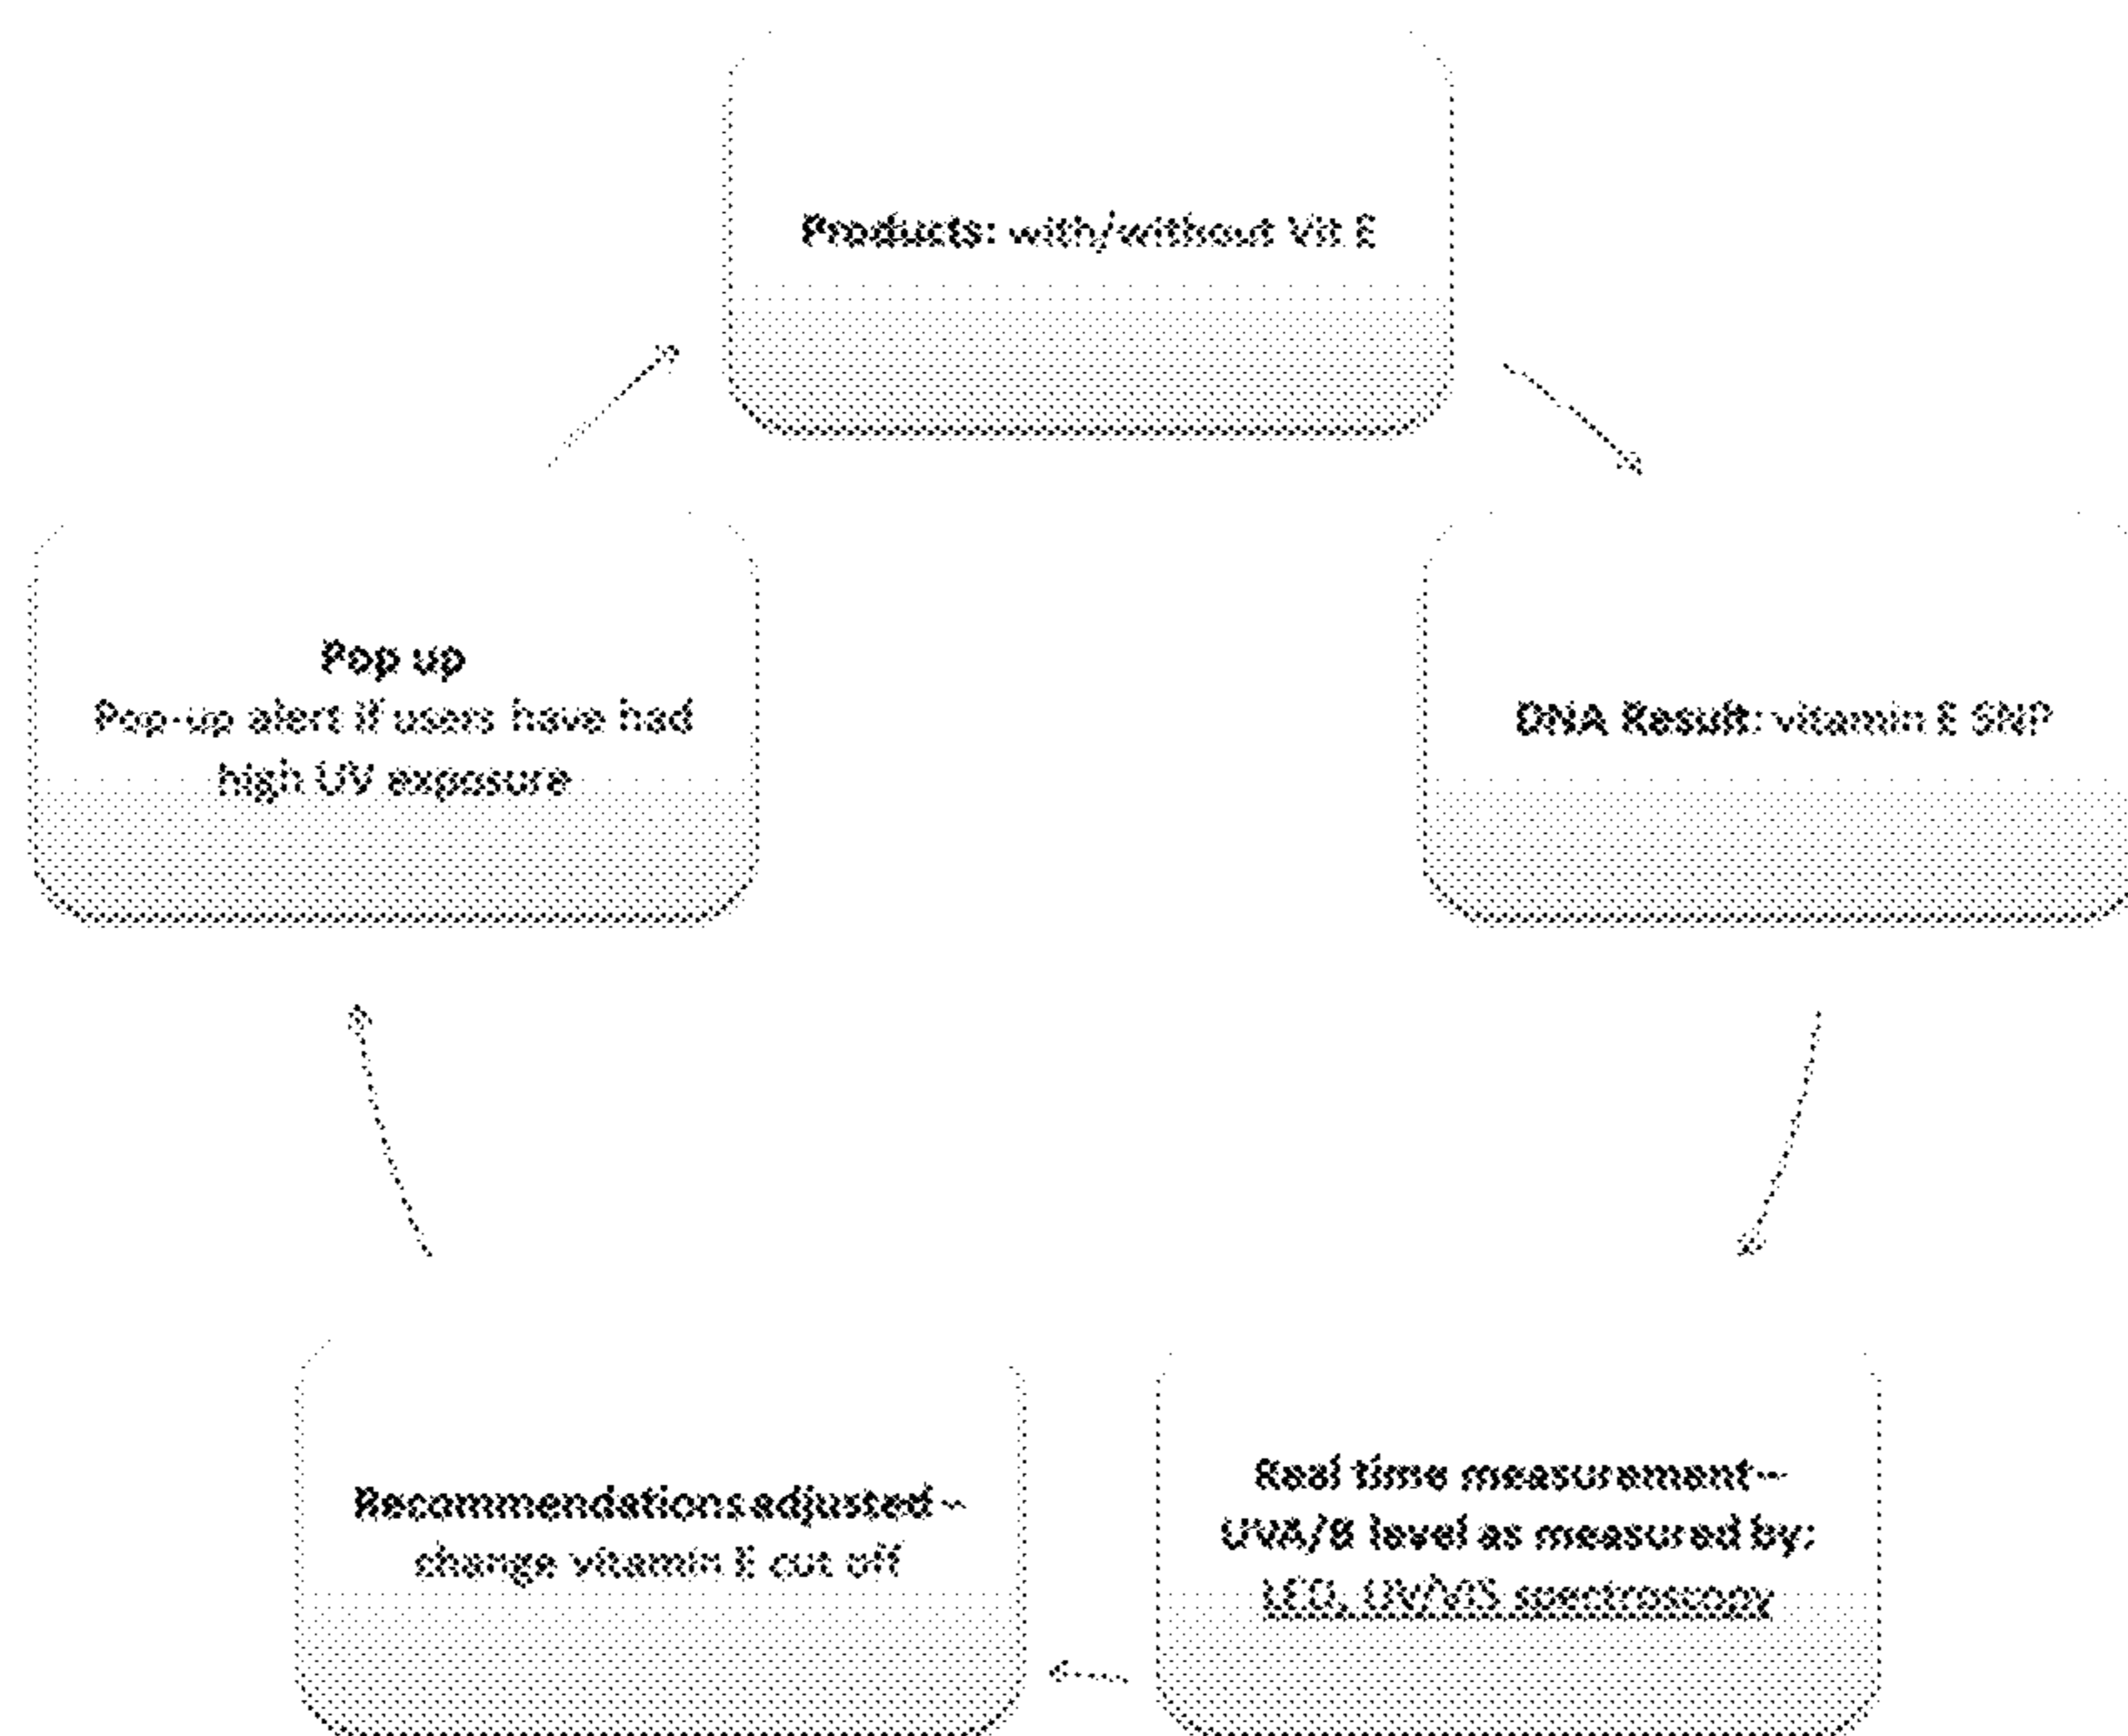 Products: with/without Vit E
Pop up
Pop-up alert if users have had
high UV exposure
DNA Result: vitamin E SNP
Recommendations adjusted –
change vitamin E cut off
Real time measurement –
UVA/B level as measured by:
LED, UV/VIS spectroscopy